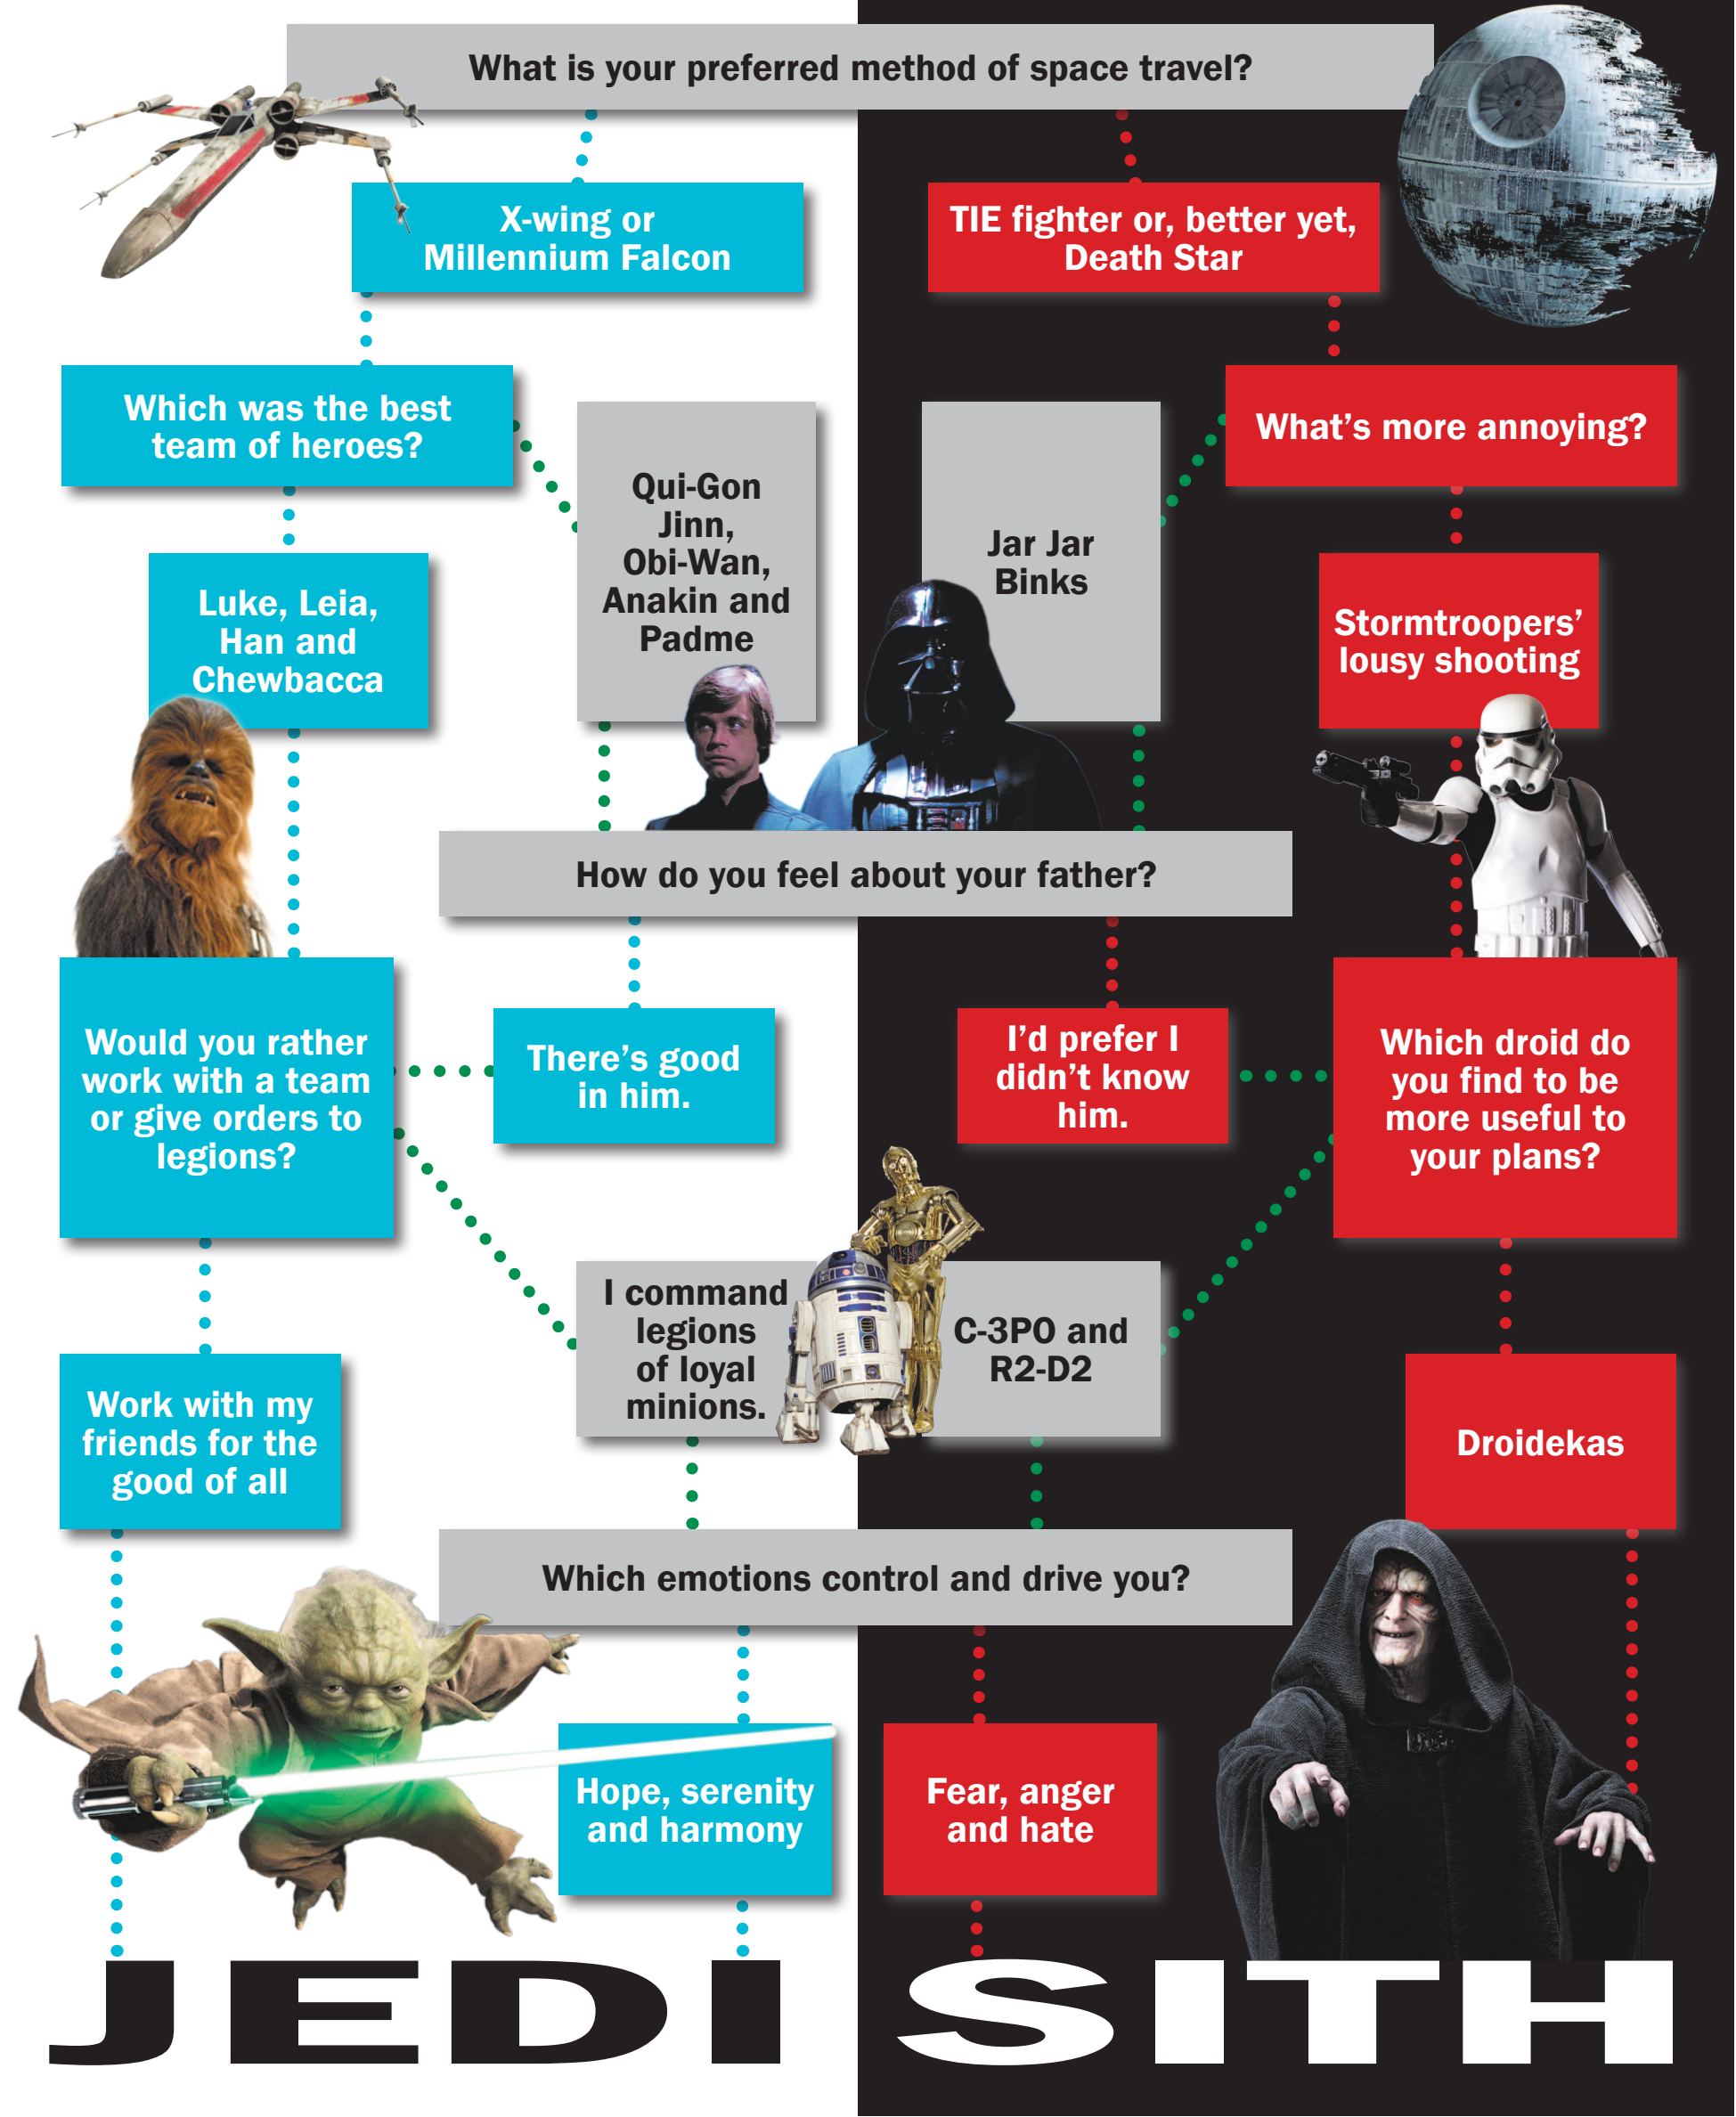 What is your preferred method of space travel?
X-wing or
Millennium Falcon
TIE fighter or, better yet,
Death Star
Which was the best
team of heroes?
What's more annoying?
Qui-Gon
Jinn,
Obi-Wan,
Anakin and
Padme
Jar Jar
Binks
Luke, Leia,
Han and
Chewbacca
Stormtroopers'
lousy shooting
How do you feel about your father?
Would you rather
work with a team
or give orders to
legions?
There's good
in him.
I'd prefer I
didn't know
him.
Which droid do
you find to be
more useful to
your plans?
I command
legions
of loyal
minions.
C-3PO and
R2-D2
Work with my
friends for the
good of all
Droidekas
Which emotions control and drive you?
Hope, serenity
and harmony
Fear, anger
and hate
JEDI
SITH